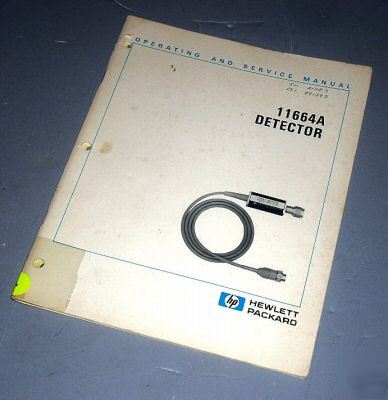 OPERATING AND SERVICE MANUAL
11664A
DETECTOR
hp
HEWLETT
PACKARD